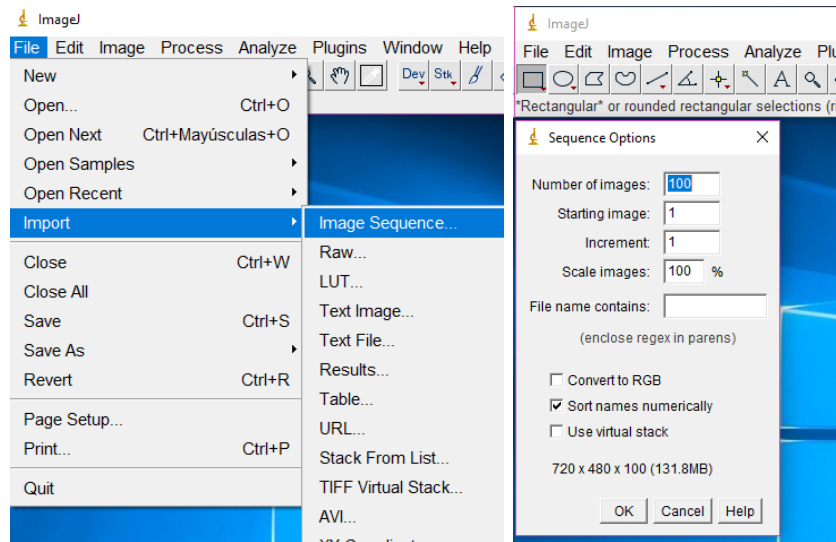 ImageJ
File Edit Image Process Analyze Plugins Window Help
Dev Stk
New
Open... Ctrl+O
Open Next Ctrl+Mayúsculas+O
Open Samples
Open Recent
Import
Close Ctrl+W
Close All
Save Ctrl+S
Save As
Revert Ctrl+R
Page Setup...
Print... Ctrl+P
Quit
Image Sequence...
Raw...
LUT...
Text Image...
Text File...
Results...
Table...
URL...
Stack From List...
TIFF Virtual Stack...
AVI...
ImageJ
File Edit Image Process Analyze
A
*Rectangular* or rounded rectangular selections
Sequence Options
Number of images: 100
Starting image: 1
Increment: 1
Scale images: 100 %
File name contains:
(enclose regex in parens)
Convert to RGB
Sort names numerically
Use virtual stack
720 x 480 x 100 (131.8MB)
OK Cancel Help